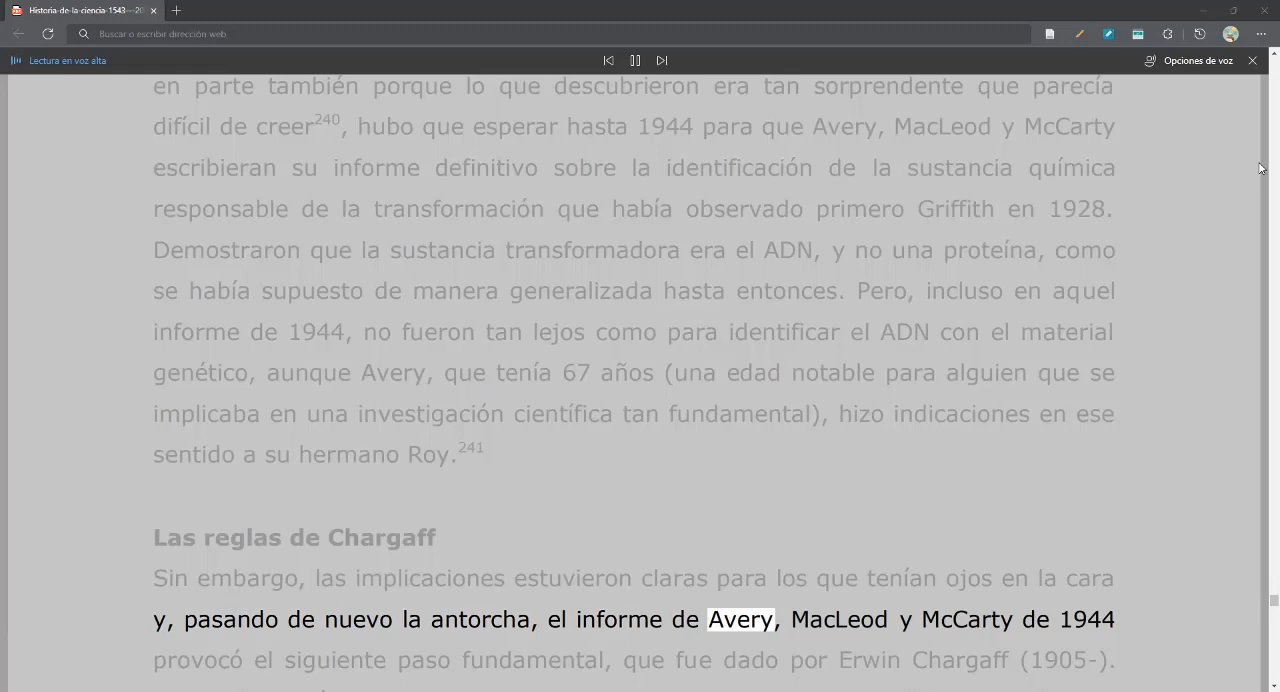 Historia-de-la-ciencia-1543---20
Buscar o escribir dirección web
Lectura en voz alta
Opciones de voz
en parte también porque lo que descubrieron era tan sorprendente que parecía
difícil de creer240, hubo que esperar hasta 1944 para que Avery, MacLeod y McCarty
escribieran su informe definitivo sobre la identificación de la sustancia química
responsable de la transformación que había observado primero Griffith en 1928.
Demostraron que la sustancia transformadora era el ADN, y no una proteína, como
se había supuesto de manera generalizada hasta entonces. Pero, incluso en aquel
informe de 1944, no fueron tan lejos como para identificar el ADN con el material
genético, aunque Avery, que tenía 67 años (una edad notable para alguien que se
implicaba en una investigación científica tan fundamental), hizo indicaciones en ese
sentido a su hermano Roy.241
Las reglas de Chargaff
Sin embargo, las implicaciones estuvieron claras para los que tenían ojos en la cara
y, pasando de nuevo la antorcha, el informe de Avery, MacLeod y McCarty de 1944
provocó el siguiente paso fundamental, que fue dado por Erwin Chargaff (1905-).